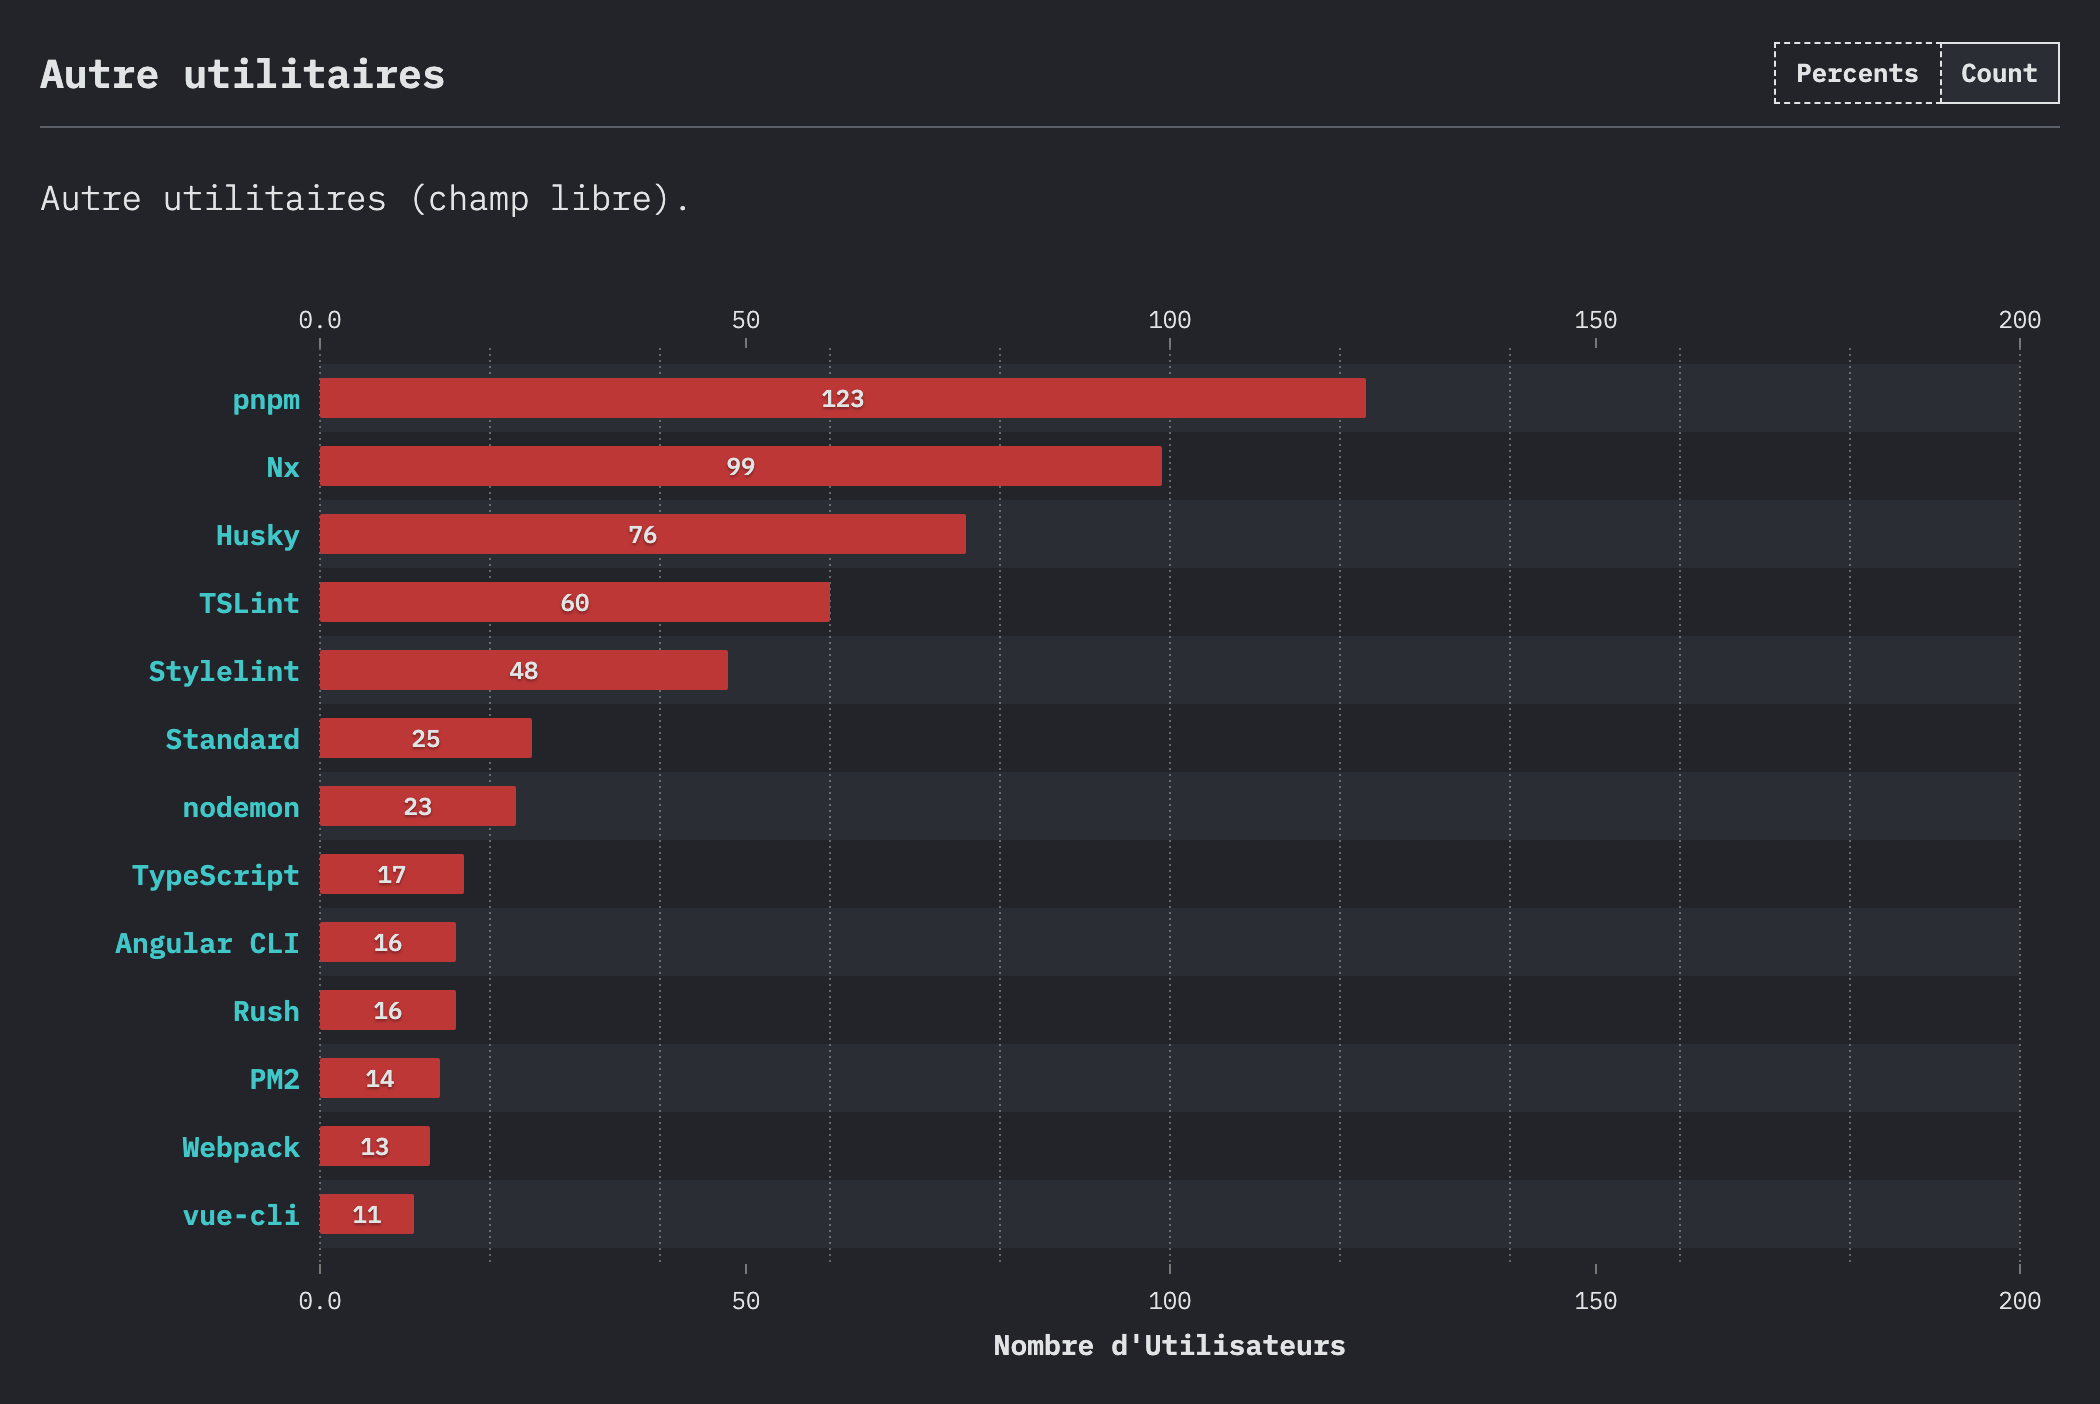 Autre utilitaires
Percents Count
Autre utilitaires (champ libre).
0.0 50 100 150 200
pnpm 123
Nx 99
Husky 76
TSLint 60
Stylelint 48
Standard 25
nodemon 23
TypeScript 17
Angular CLI 16
Rush 16
PM2 14
Webpack 13
vue-cli 11
0.0 50 100 150 200
Nombre d'Utilisateurs